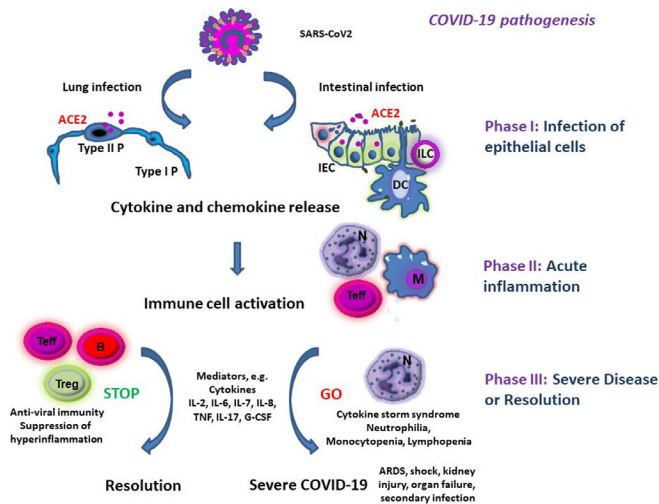 COVID-19 pathogenesis
SARS-CoV2
Lung infection
Intestinal infection
ACE2
ACE2
Type II P
Type I P
IEC
ILC
DC
Phase I: Infection of
epithelial cells
Cytokine and chemokine release
N
M
Teff
Phase II: Acute
inflammation
Immune cell activation
Teff
B
Treg
STOP
Anti-viral immunity
Suppression of
hyperinflammation
Mediators, e.g.
Cytokines
IL-2, IL-6, IL-7, IL-8,
TNF, IL-17, G-CSF
GO
N
Cytokine storm syndrome
Neutrophilia,
Monocytopenia, Lymphopenia
Phase III: Severe Disease
or Resolution
Resolution
Severe COVID-19
ARDS, shock, kidney
injury, organ failure,
secondary infection